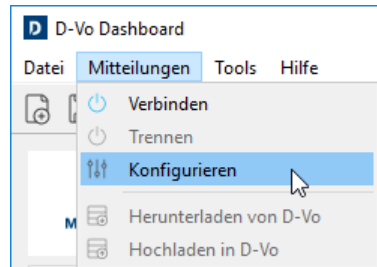 D-Vo Dashboard
Datei Mitteilungen Tools Hilfe
Verbinden
Trennen
Konfigurieren
Herunterladen von D-Vo
Hochladen in D-Vo
M